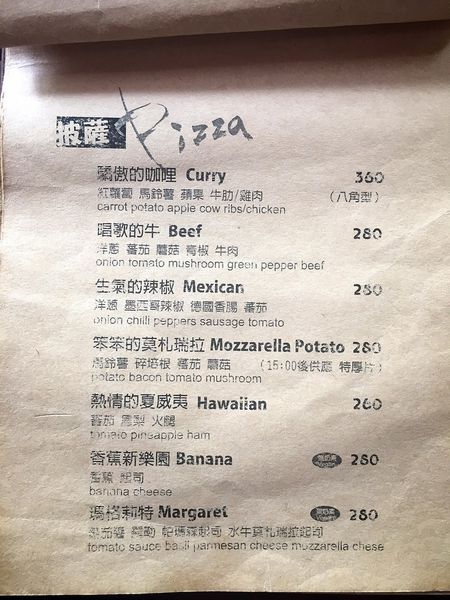 披薩 Pizza
驕傲的咖哩 Curry 360
紅蘿蔔 馬鈴薯 蘋果 牛肋/雞肉 (八角型)
carrot potato apple cow ribs/chicken
唱歌的牛 Beef 280
洋蔥 蕃茄 蘑菇 青椒 牛肉
onion tomato mushroom green pepper beef
生氣的辣椒 Mexican 280
洋蔥 墨西哥辣椒 德國香腸 蕃茄
onion chilli peppers sausage tomato
笨笨的莫札瑞拉 Mozzarella Potato 280
馬鈴薯 碎培根 蕃茄 蘑菇 (15:00後供應 特厚片)
potato bacon tomato mushroom
熱情的夏威夷 Hawaiian 260
蕃茄 鳳梨 火腿
tomato pineapple ham
香蕉新樂園 Banana 280
香蕉 起司
banana cheese
瑪格莉特 Margaret 280
蕃茄醬 羅勒 帕瑪森起司 水牛莫札瑞拉起司
tomato sauce basil parmesan cheese mozzarella chese